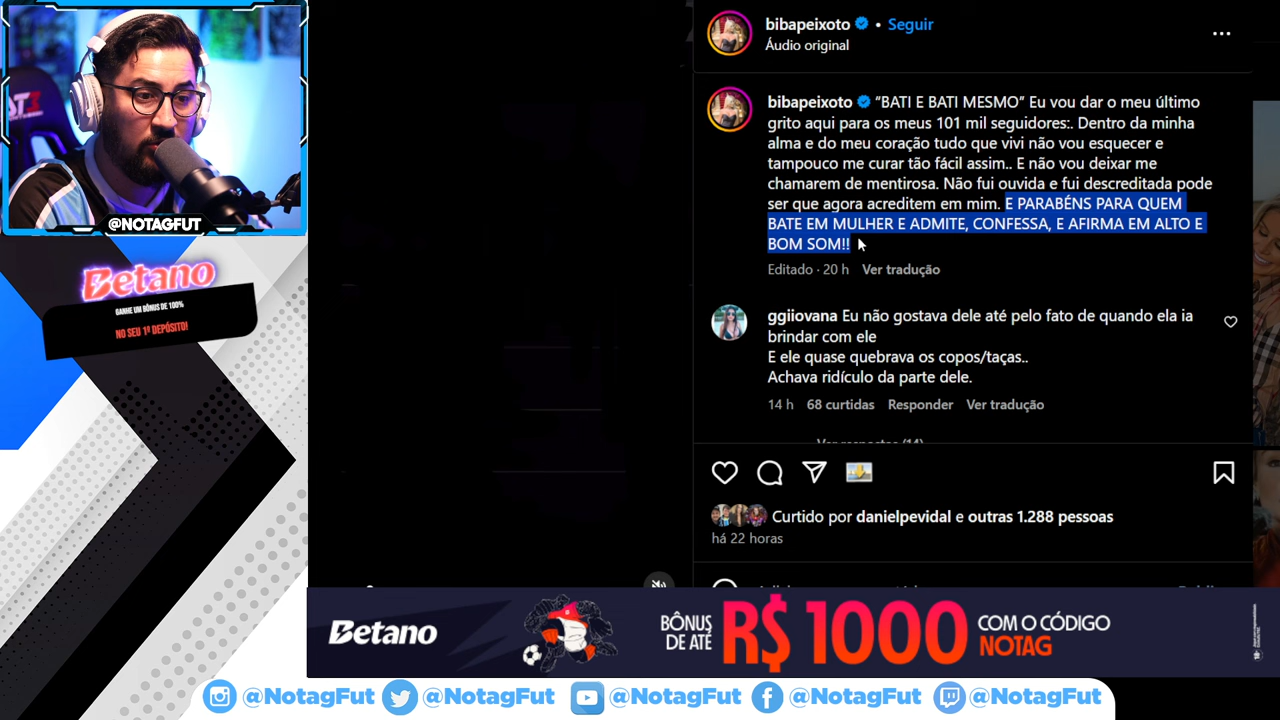 @NOTAGFUT
Betano
GANHE UM BÔNUS DE 100%
NO SEU 1º DEPÓSITO!
bibapeixoto • Seguir
Áudio original
bibapeixoto “BATI E BATI MESMO” Eu vou dar o meu último
grito aqui para os meus 101 mil seguidores:. Dentro da minha
alma e do meu coração tudo que vivi não vou esquecer e
tampouco me curar tão fácil assim.. E não vou deixar me
chamarem de mentirosa. Não fui ouvida e fui descreditada pode
ser que agora acreditem em mim. E PARABÉNS PARA QUEM
BATE EM MULHER E ADMITE, CONFESSA, E AFIRMA EM ALTO E
BOM SOM!!
Editado · 20 h Ver tradução
ggiiovana Eu não gostava dele até pelo fato de quando ela ia
brindar com ele
E ele quase quebrava os copos/taças..
Achava ridículo da parte dele.
14 h 68 curtidas Responder Ver tradução
Ver respostas (14)
Curtido por danielpevidal e outras 1.288 pessoas
há 22 horas
Betano
BÔNUS
DE ATÉ
R$ 1000
COM O CÓDIGO
NOTAG
@NotagFut @NotagFut @NotagFut @NotagFut @NotagFut